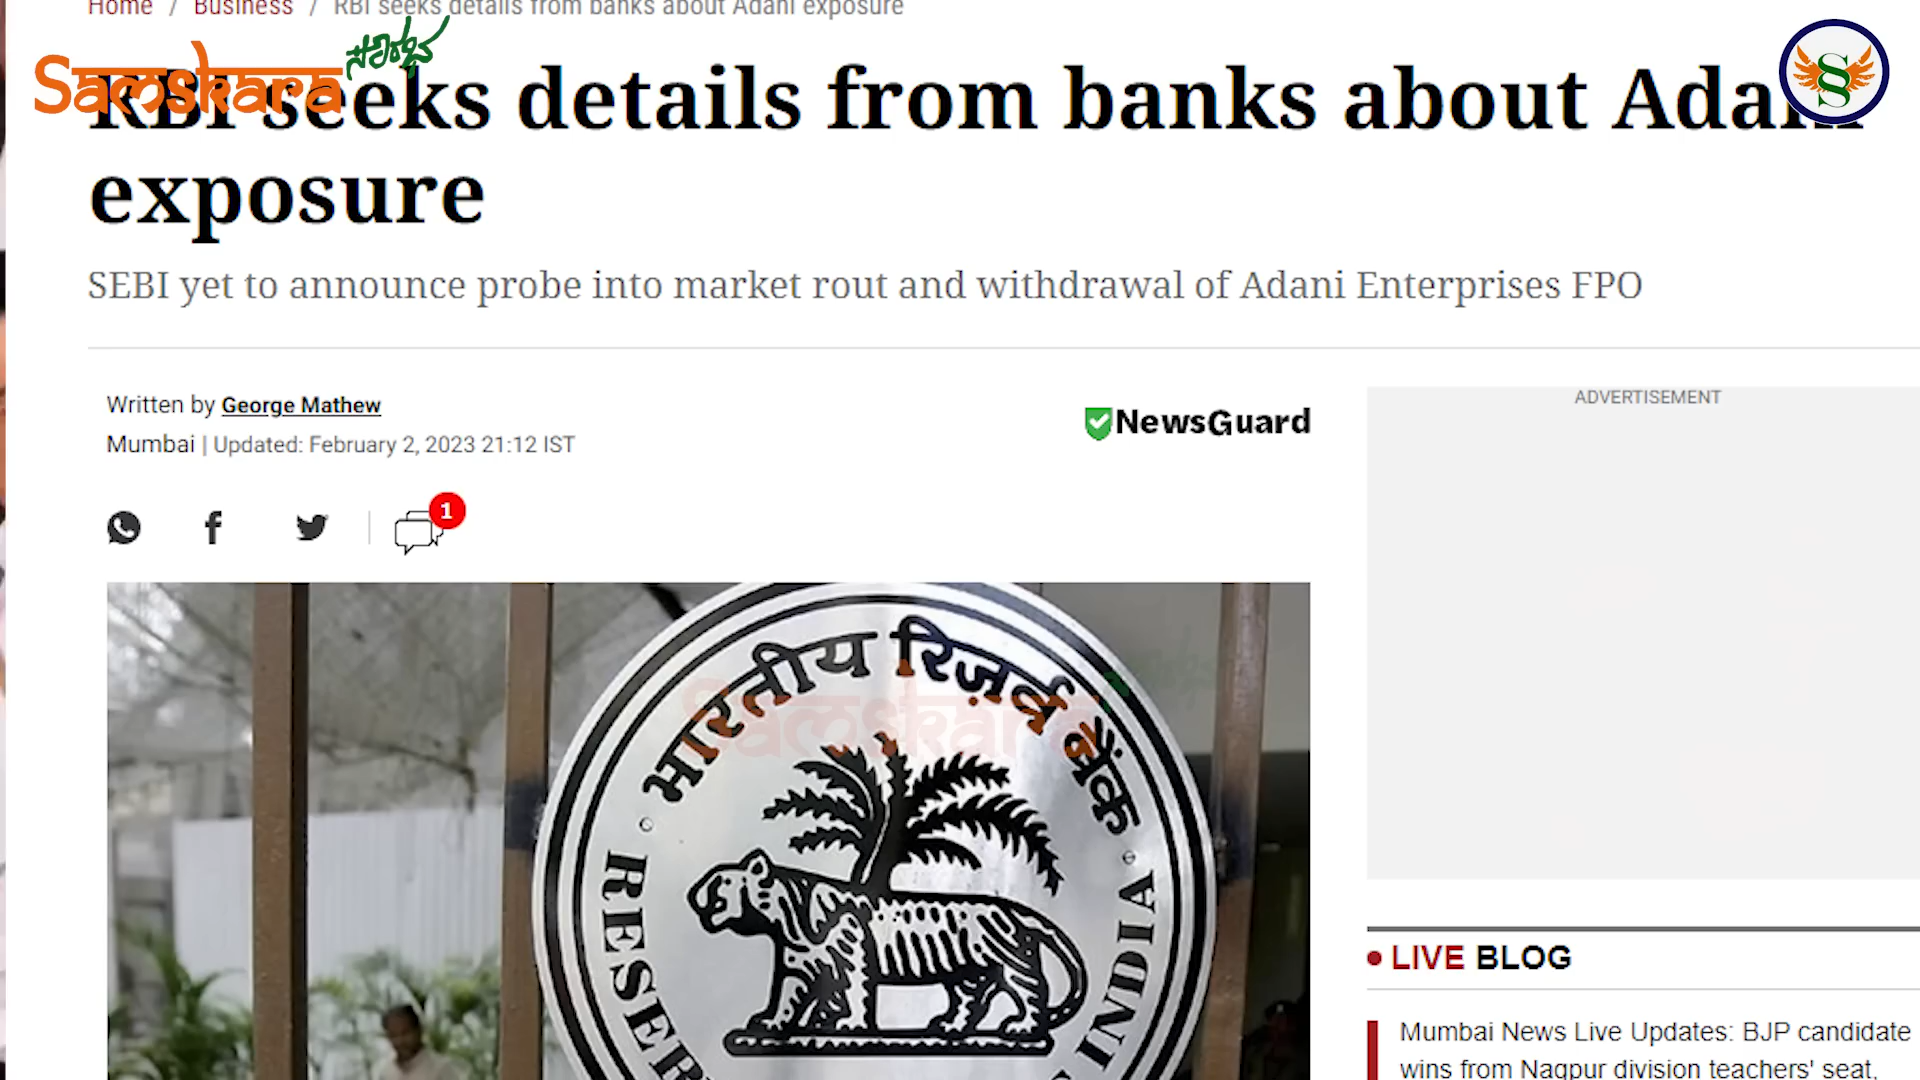 Home / Business / RBI seeks details from banks about Adani exposure
Samskara
RBI seeks details from banks about Adani
exposure
SEBI yet to announce probe into market rout and withdrawal of Adani Enterprises FPO
Written by George Mathew
Mumbai | Updated: February 2, 2023 21:12 IST
NewsGuard
ADVERTISEMENT
1
भारतीय रिज़र्व बैंक
RESERV
INDIA
Samskara
S
LIVE BLOG
Mumbai News Live Updates: BJP candidate
wins from Nagpur division teachers' seat,